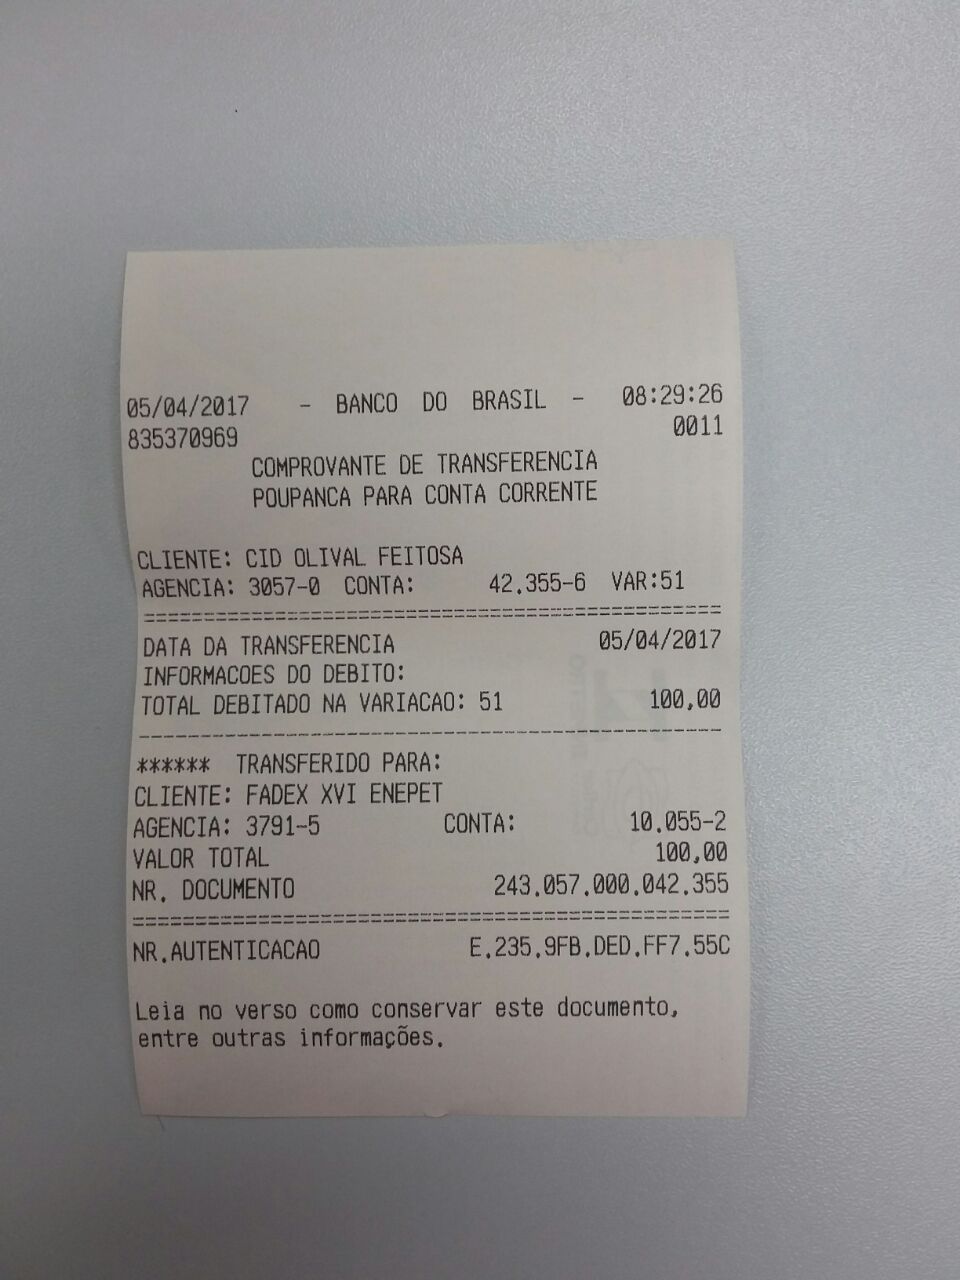 05/04/2017 - BANCO DO BRASIL - 08:29:26
835370969 0011
COMPROVANTE DE TRANSFERENCIA
POUPANCA PARA CONTA CORRENTE
CLIENTE: CID OLIVAL FEITOSA
AGENCIA: 3057-0 CONTA: 42.355-6 VAR:51
================================================
DATA DA TRANSFERENCIA 05/04/2017
INFORMACOES DO DEBITO:
TOTAL DEBITADO NA VARIACAO: 51 100,00
------------------------------------------------
****** TRANSFERIDO PARA:
CLIENTE: FADEX XVI ENEPET
AGENCIA: 3791-5 CONTA: 10.055-2
VALOR TOTAL 100,00
NR. DOCUMENTO 243.057.000.042.355
================================================
NR.AUTENTICACAO E.235.9FB.DED.FF7.55C
Leia no verso como conservar este documento,
entre outras informações.